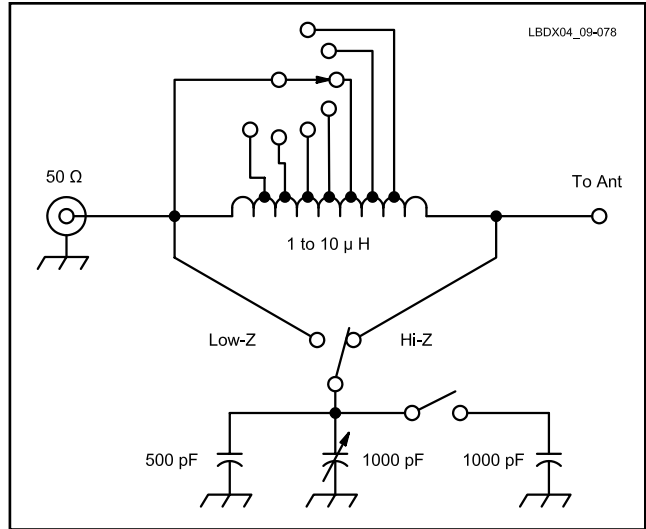 LBDX04_09-078
50 Ω
To Ant
1 to 10 µ H
Low-Z
Hi-Z
500 pF
1000 pF
1000 pF